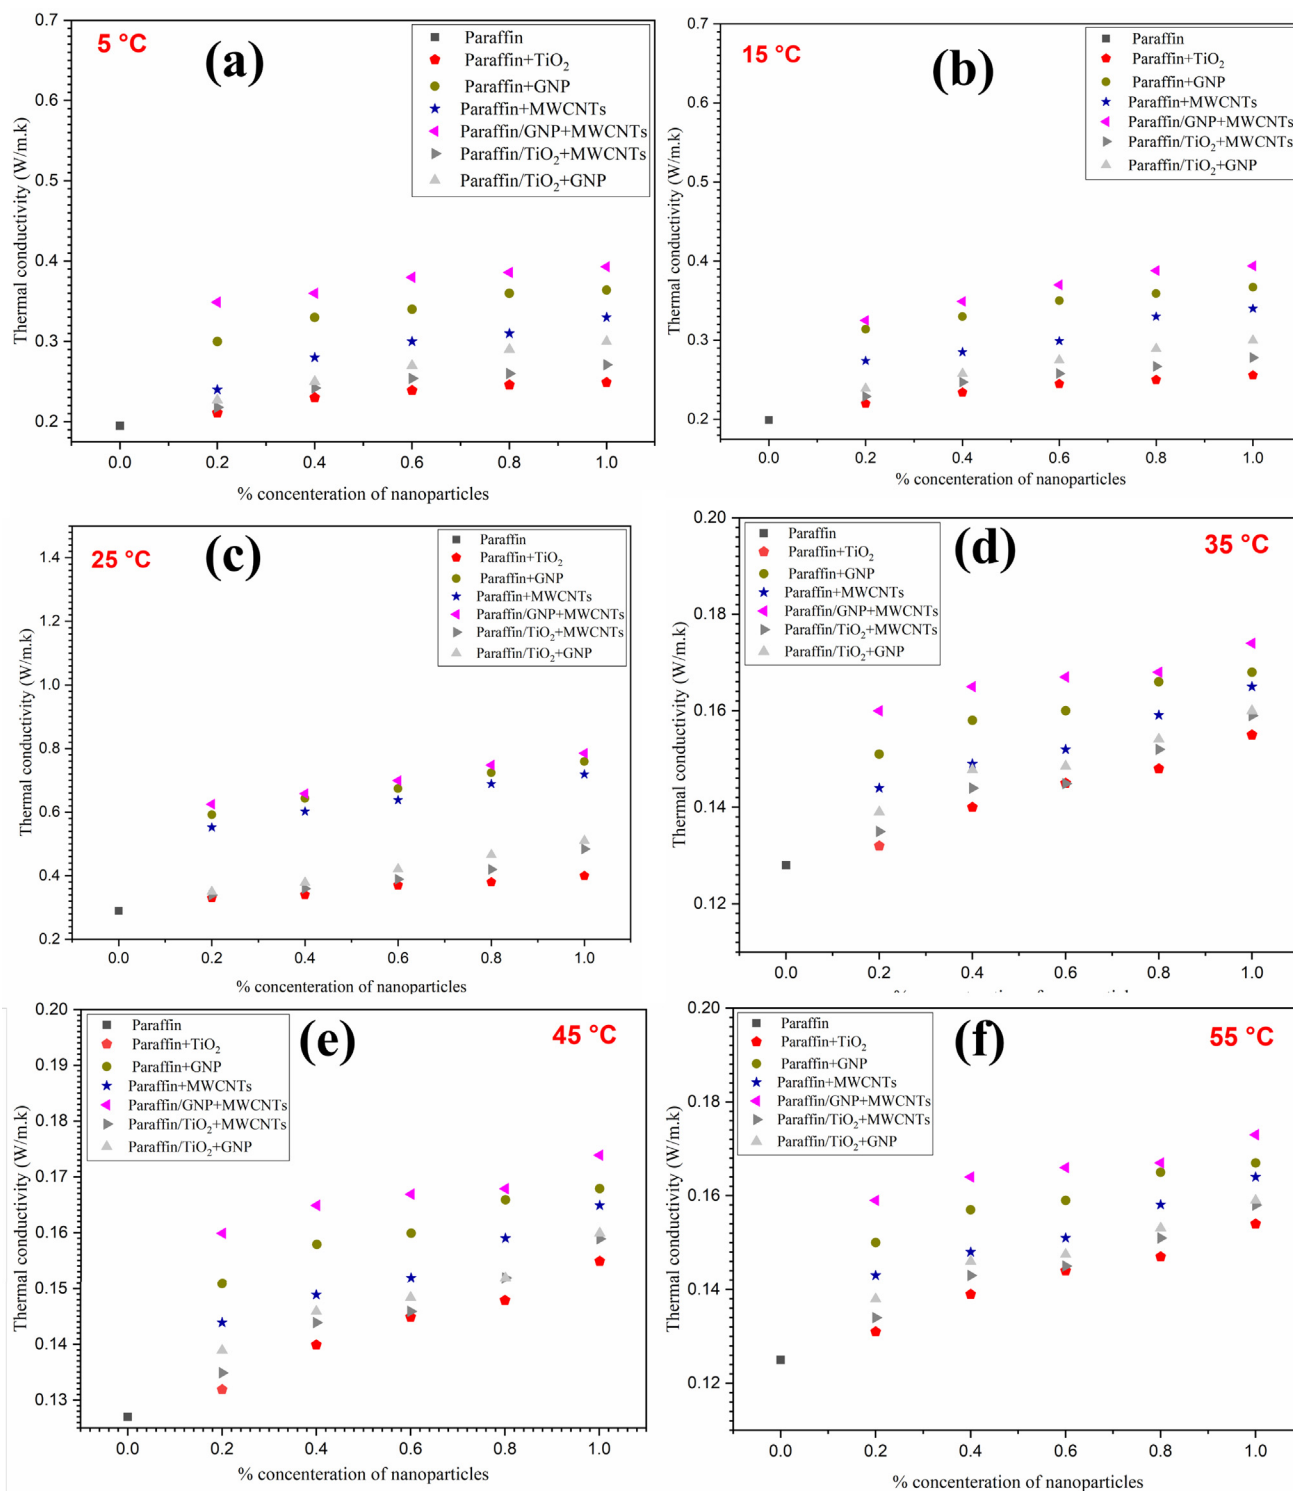 5 °C
(a)
Paraffin
Paraffin+TiO₂
Paraffin+GNP
Paraffin+MWCNTs
Paraffin/GNP+MWCNTs
Paraffin/TiO₂+MWCNTs
Paraffin/TiO₂+GNP
Thermal conductivity (W/m.k)
0.7
0.6
0.5
0.4
0.3
0.2
0.0 0.2 0.4 0.6 0.8 1.0
% concenteration of nanoparticles
15 °C
(b)
Paraffin
Paraffin+TiO₂
Paraffin+GNP
Paraffin+MWCNTs
Paraffin/GNP+MWCNTs
Paraffin/TiO₂+MWCNTs
Paraffin/TiO₂+GNP
Thermal conductivity (W/m.k)
0.7
0.6
0.5
0.4
0.3
0.2
0.0 0.2 0.4 0.6 0.8 1.0
% concenteration of nanoparticles
25 °C
(c)
Paraffin
Paraffin+TiO₂
Paraffin+GNP
Paraffin+MWCNTs
Paraffin/GNP+MWCNTs
Paraffin/TiO₂+MWCNTs
Paraffin/TiO₂+GNP
Thermal conductivity (W/m.k)
1.4
1.2
1.0
0.8
0.6
0.4
0.2
0.0 0.2 0.4 0.6 0.8 1.0
% concenteration of nanoparticles
(d)
35 °C
Paraffin
Paraffin+TiO₂
Paraffin+GNP
Paraffin+MWCNTs
Paraffin/GNP+MWCNTs
Paraffin/TiO₂+MWCNTs
Paraffin/TiO₂+GNP
Thermal conductivity (W/m.k)
0.20
0.18
0.16
0.14
0.12
0.0 0.2 0.4 0.6 0.8 1.0
(e)
45 °C
Paraffin
Paraffin+TiO₂
Paraffin+GNP
Paraffin+MWCNTs
Paraffin/GNP+MWCNTs
Paraffin/TiO₂+MWCNTs
Paraffin/TiO₂+GNP
Thermal conductivity (W/m.k)
0.20
0.19
0.18
0.17
0.16
0.15
0.14
0.13
0.0 0.2 0.4 0.6 0.8 1.0
% concenteration of nanoparticles
(f)
55 °C
Paraffin
Paraffin+TiO₂
Paraffin+GNP
Paraffin+MWCNTs
Paraffin/GNP+MWCNTs
Paraffin/TiO₂+MWCNTs
Paraffin/TiO₂+GNP
Thermal conductivity (W/m.k)
0.20
0.18
0.16
0.14
0.12
0.0 0.2 0.4 0.6 0.8 1.0
% concenteration of nanoparticles